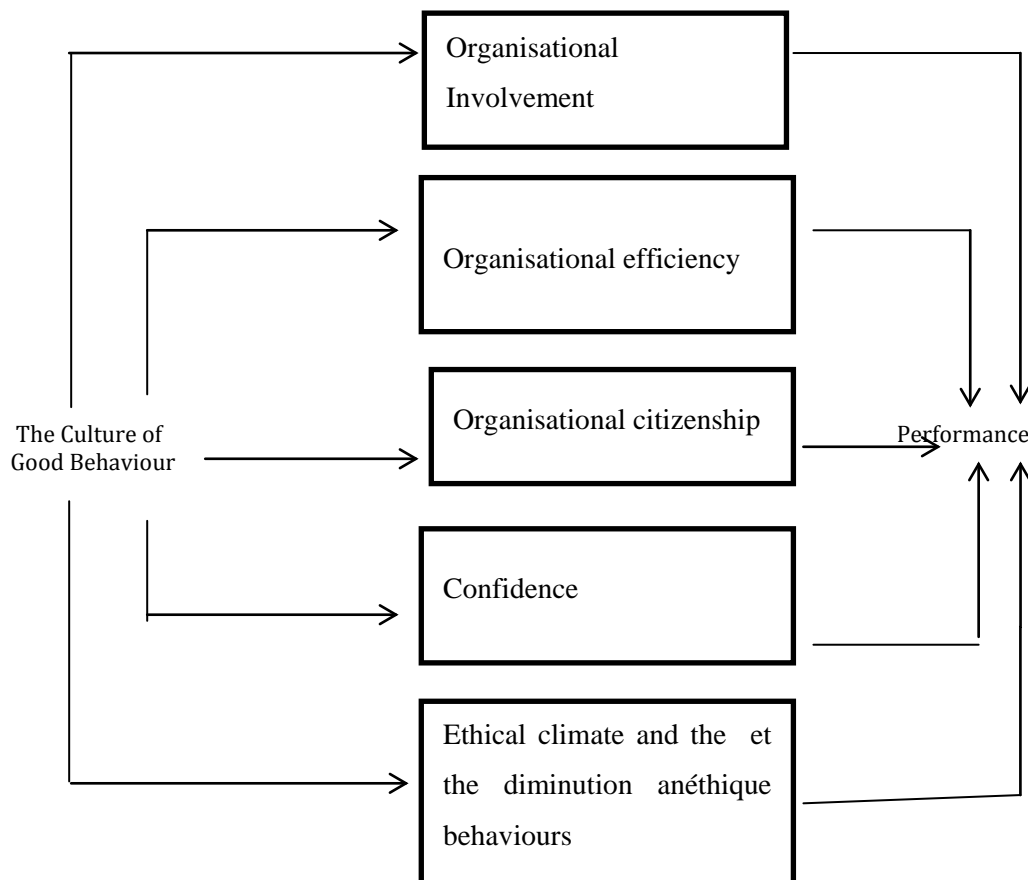 Organisational
Involvement
Organisational efficiency
Organisational citizenship
The Culture of
Good Behaviour
Performance
Confidence
Ethical climate and the et
the diminution anéthique
behaviours